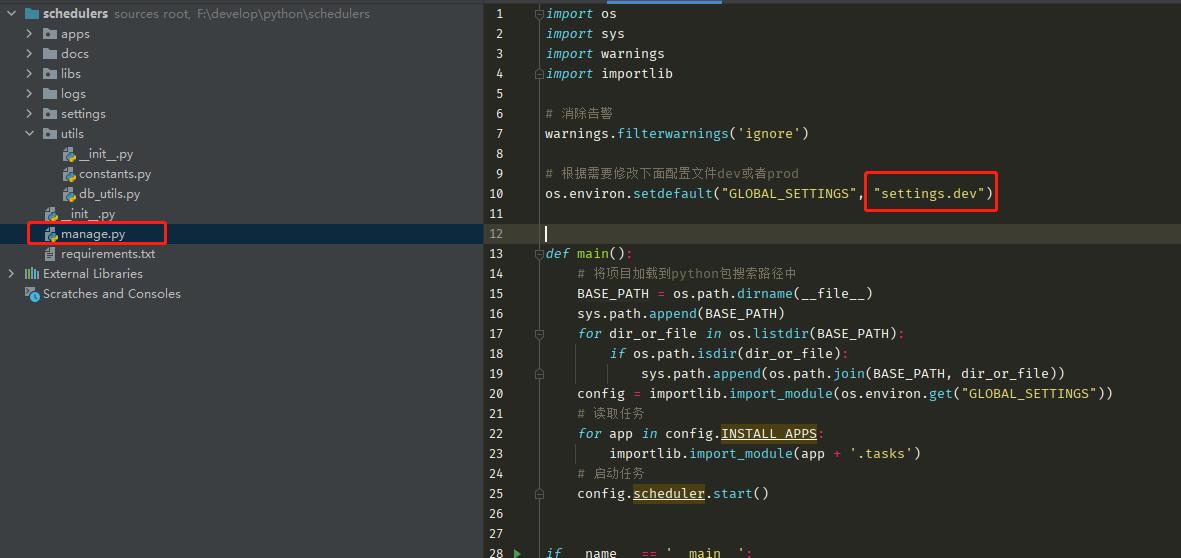 schedulers sources root, F:\develop\python\schedulers
apps
docs
libs
logs
settings
utils
__init__.py
constants.py
db_utils.py
__init__.py
manage.py
requirements.txt
External Libraries
Scratches and Consoles
1 import os
2 import sys
3 import warnings
4 import importlib
5
6 # 消除告警
7 warnings.filterwarnings('ignore')
8
9 # 根据需要修改下面配置文件dev或者prod
10 os.environ.setdefault("GLOBAL_SETTINGS", "settings.dev")
11
12
13 def main():
14 # 将项目加载到python包搜索路径中
15 BASE_PATH = os.path.dirname(__file__)
16 sys.path.append(BASE_PATH)
17 for dir_or_file in os.listdir(BASE_PATH):
18 if os.path.isdir(dir_or_file):
19 sys.path.append(os.path.join(BASE_PATH, dir_or_file))
20 config = importlib.import_module(os.environ.get("GLOBAL_SETTINGS"))
21 # 读取任务
22 for app in config.INSTALL_APPS:
23 importlib.import_module(app + '.tasks')
24 # 启动任务
25 config.scheduler.start()
26
27
28 if __name__ == '__main__':